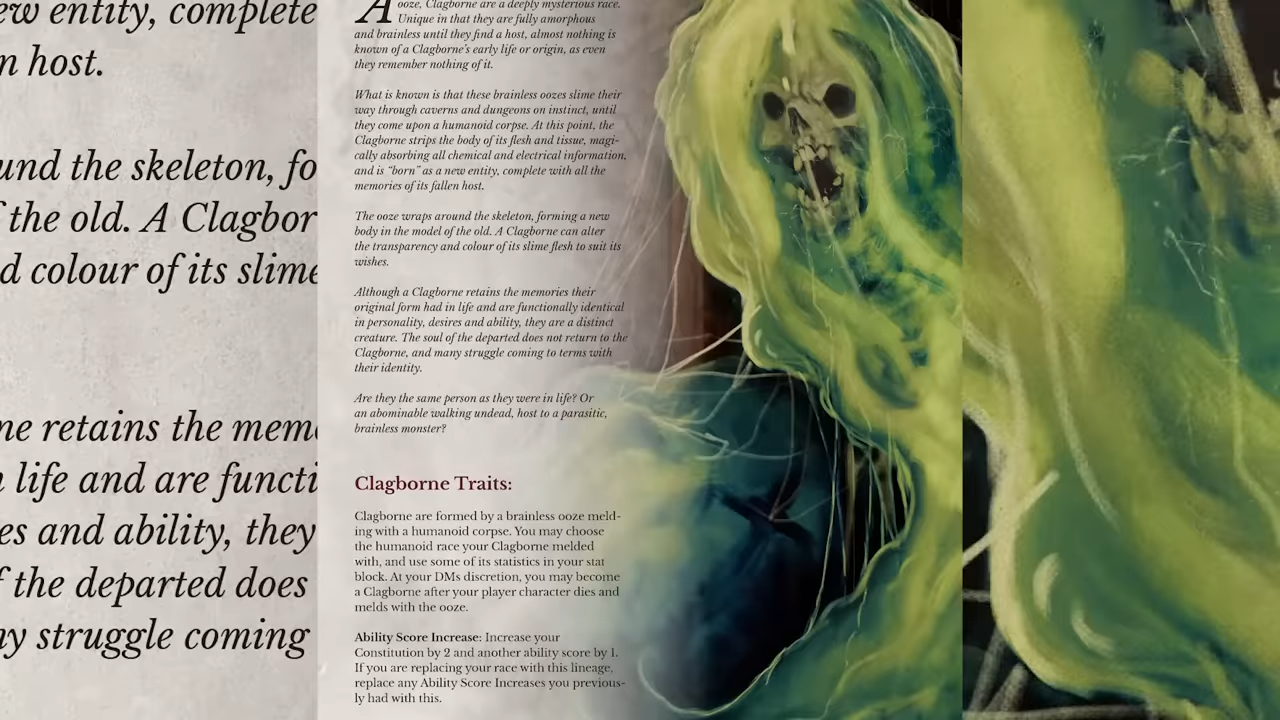 ew entity, complete
n host.
und the skeleton, fo
f the old. A Clagbor
d colour of its slime
ne retains the mem
n life and are functi
es and ability, they
f the departed does
ny struggle coming
A ooze, Clagborne are a deeply mysterious race.
Unique in that they are fully amorphous
and brainless until they find a host, almost nothing is
known of a Clagborne's early life or origin, as even
they remember nothing of it.
What is known is that these brainless oozes slime their
way through caverns and dungeons on instinct, until
they come upon a humanoid corpse. At this point, the
Clagborne strips the body of its flesh and tissue, magi-
cally absorbing all chemical and electrical information,
and is "born" as a new entity, complete with all the
memories of its fallen host.
The ooze wraps around the skeleton, forming a new
body in the model of the old. A Clagborne can alter
the transparency and colour of its slime flesh to suit its
wishes.
Although a Clagborne retains the memories their
original form had in life and are functionally identical
in personality, desires and ability, they are a distinct
creature. The soul of the departed does not return to the
Clagborne, and many struggle coming to terms with
their identity.
Are they the same person as they were in life? Or
an abominable walking undead, host to a parasitic,
brainless monster?
Clagborne Traits:
Clagborne are formed by a brainless ooze meld-
ing with a humanoid corpse. You may choose
the humanoid race your Clagborne melded
with, and use some of its statistics in your stat
block. At your DMs discretion, you may become
a Clagborne after your player character dies and
melds with the ooze.
Ability Score Increase: Increase your
Constitution by 2 and another ability score by 1.
If you are replacing your race with this lineage,
replace any Ability Score Increases you previous-
ly had with this.